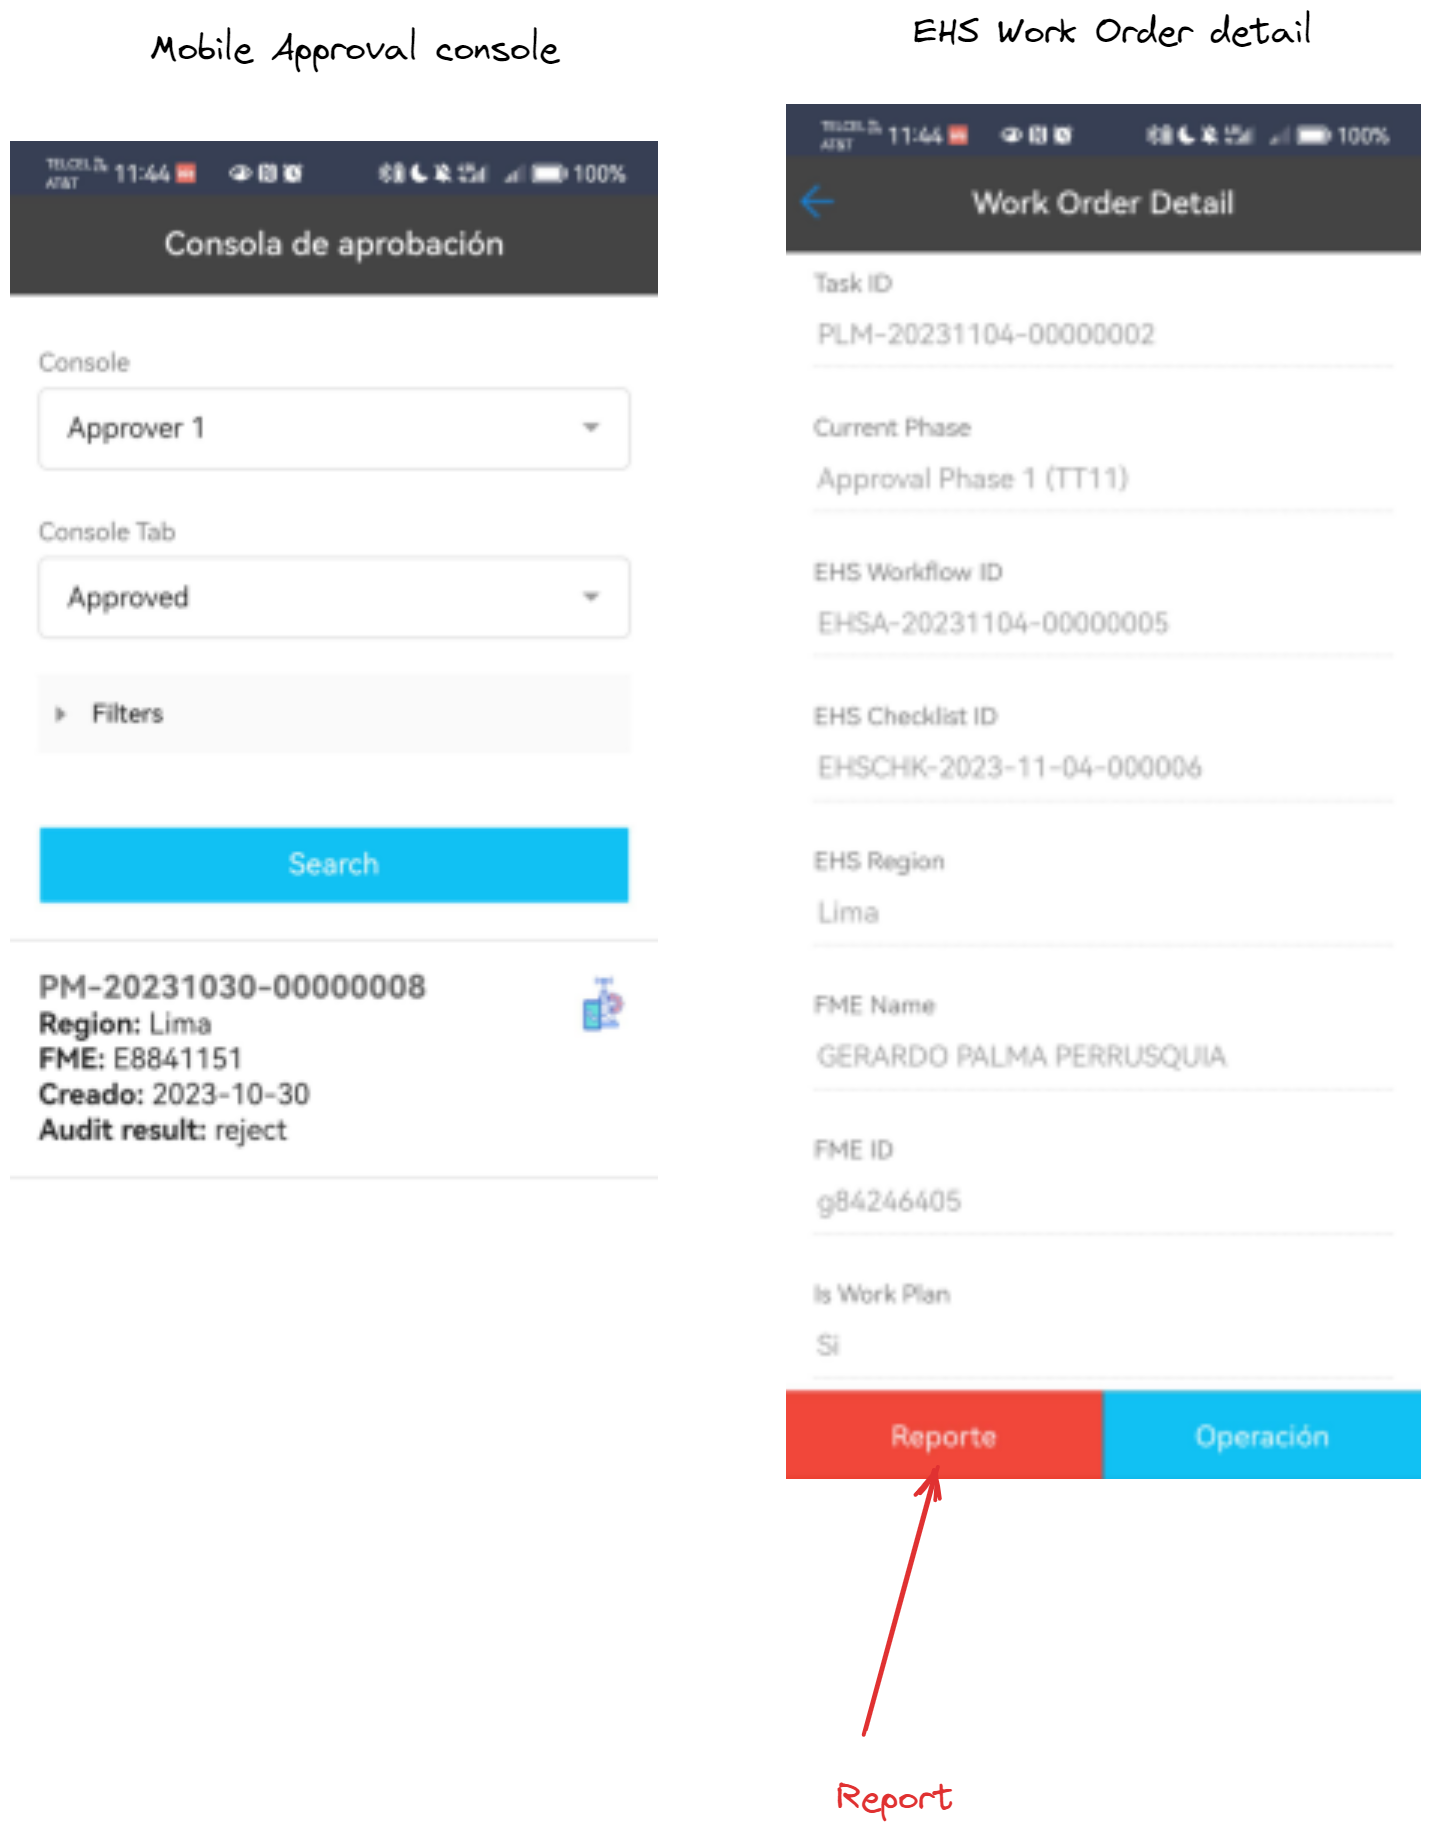 Mobile Approval console
TELCEL
AT&T
11:44
100%
Consola de aprobación
Console
Approver 1
Console Tab
Approved
Filters
Search
PM-20231030-00000008
Region: Lima
FME: E8841151
Creado: 2023-10-30
Audit result: reject
EHS Work Order detail
TELCEL
AT&T
11:44
100%
Work Order Detail
Task ID
PLM-20231104-00000002
Current Phase
Approval Phase 1 (TT11)
EHS Workflow ID
EHSA-20231104-00000005
EHS Checklist ID
EHSCHK-2023-11-04-000006
EHS Region
Lima
FME Name
GERARDO PALMA PERRUSQUIA
FME ID
g84246405
Is Work Plan
Si
Reporte
Operación
Report